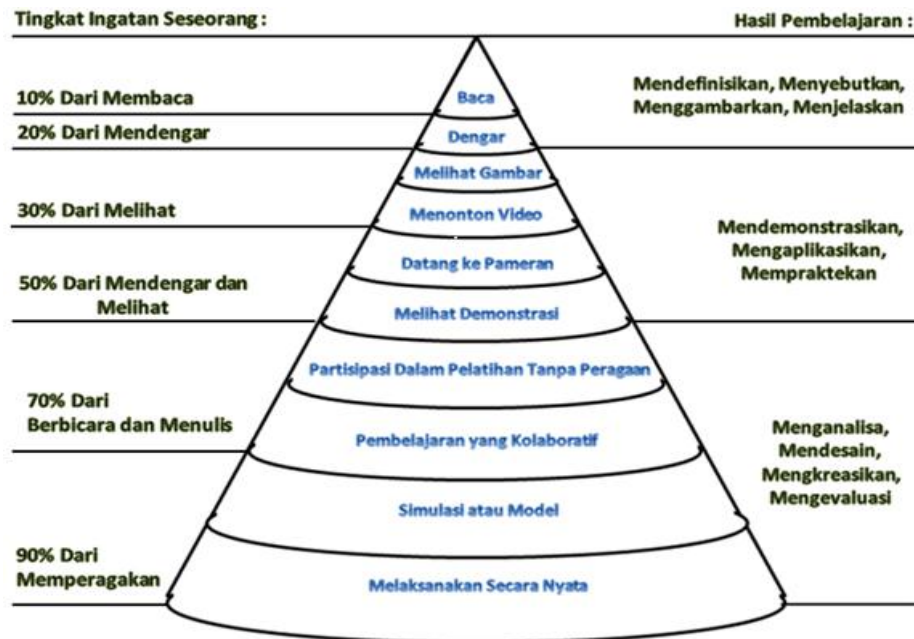 Tingkat Ingatan Seseorang :
Hasil Pembelajaran :
10% Dari Membaca
20% Dari Mendengar
30% Dari Melihat
50% Dari Mendengar dan
Melihat
70% Dari
Berbicara dan Menulis
90% Dari
Memperagakan
Baca
Dengar
Melihat Gambar
Menonton Video
Datang ke Pameran
Melihat Demonstrasi
Partisipasi Dalam Pelatihan Tanpa Peragaan
Pembelajaran yang Kolaboratif
Simulasi atau Model
Melaksanakan Secara Nyata
Mendefinisikan, Menyebutkan,
Menggambarkan, Menjelaskan
Mendemonstrasikan,
Mengaplikasikan,
Mempraktekan
Menganalisa,
Mendesain,
Mengkreasikan,
Mengevaluasi